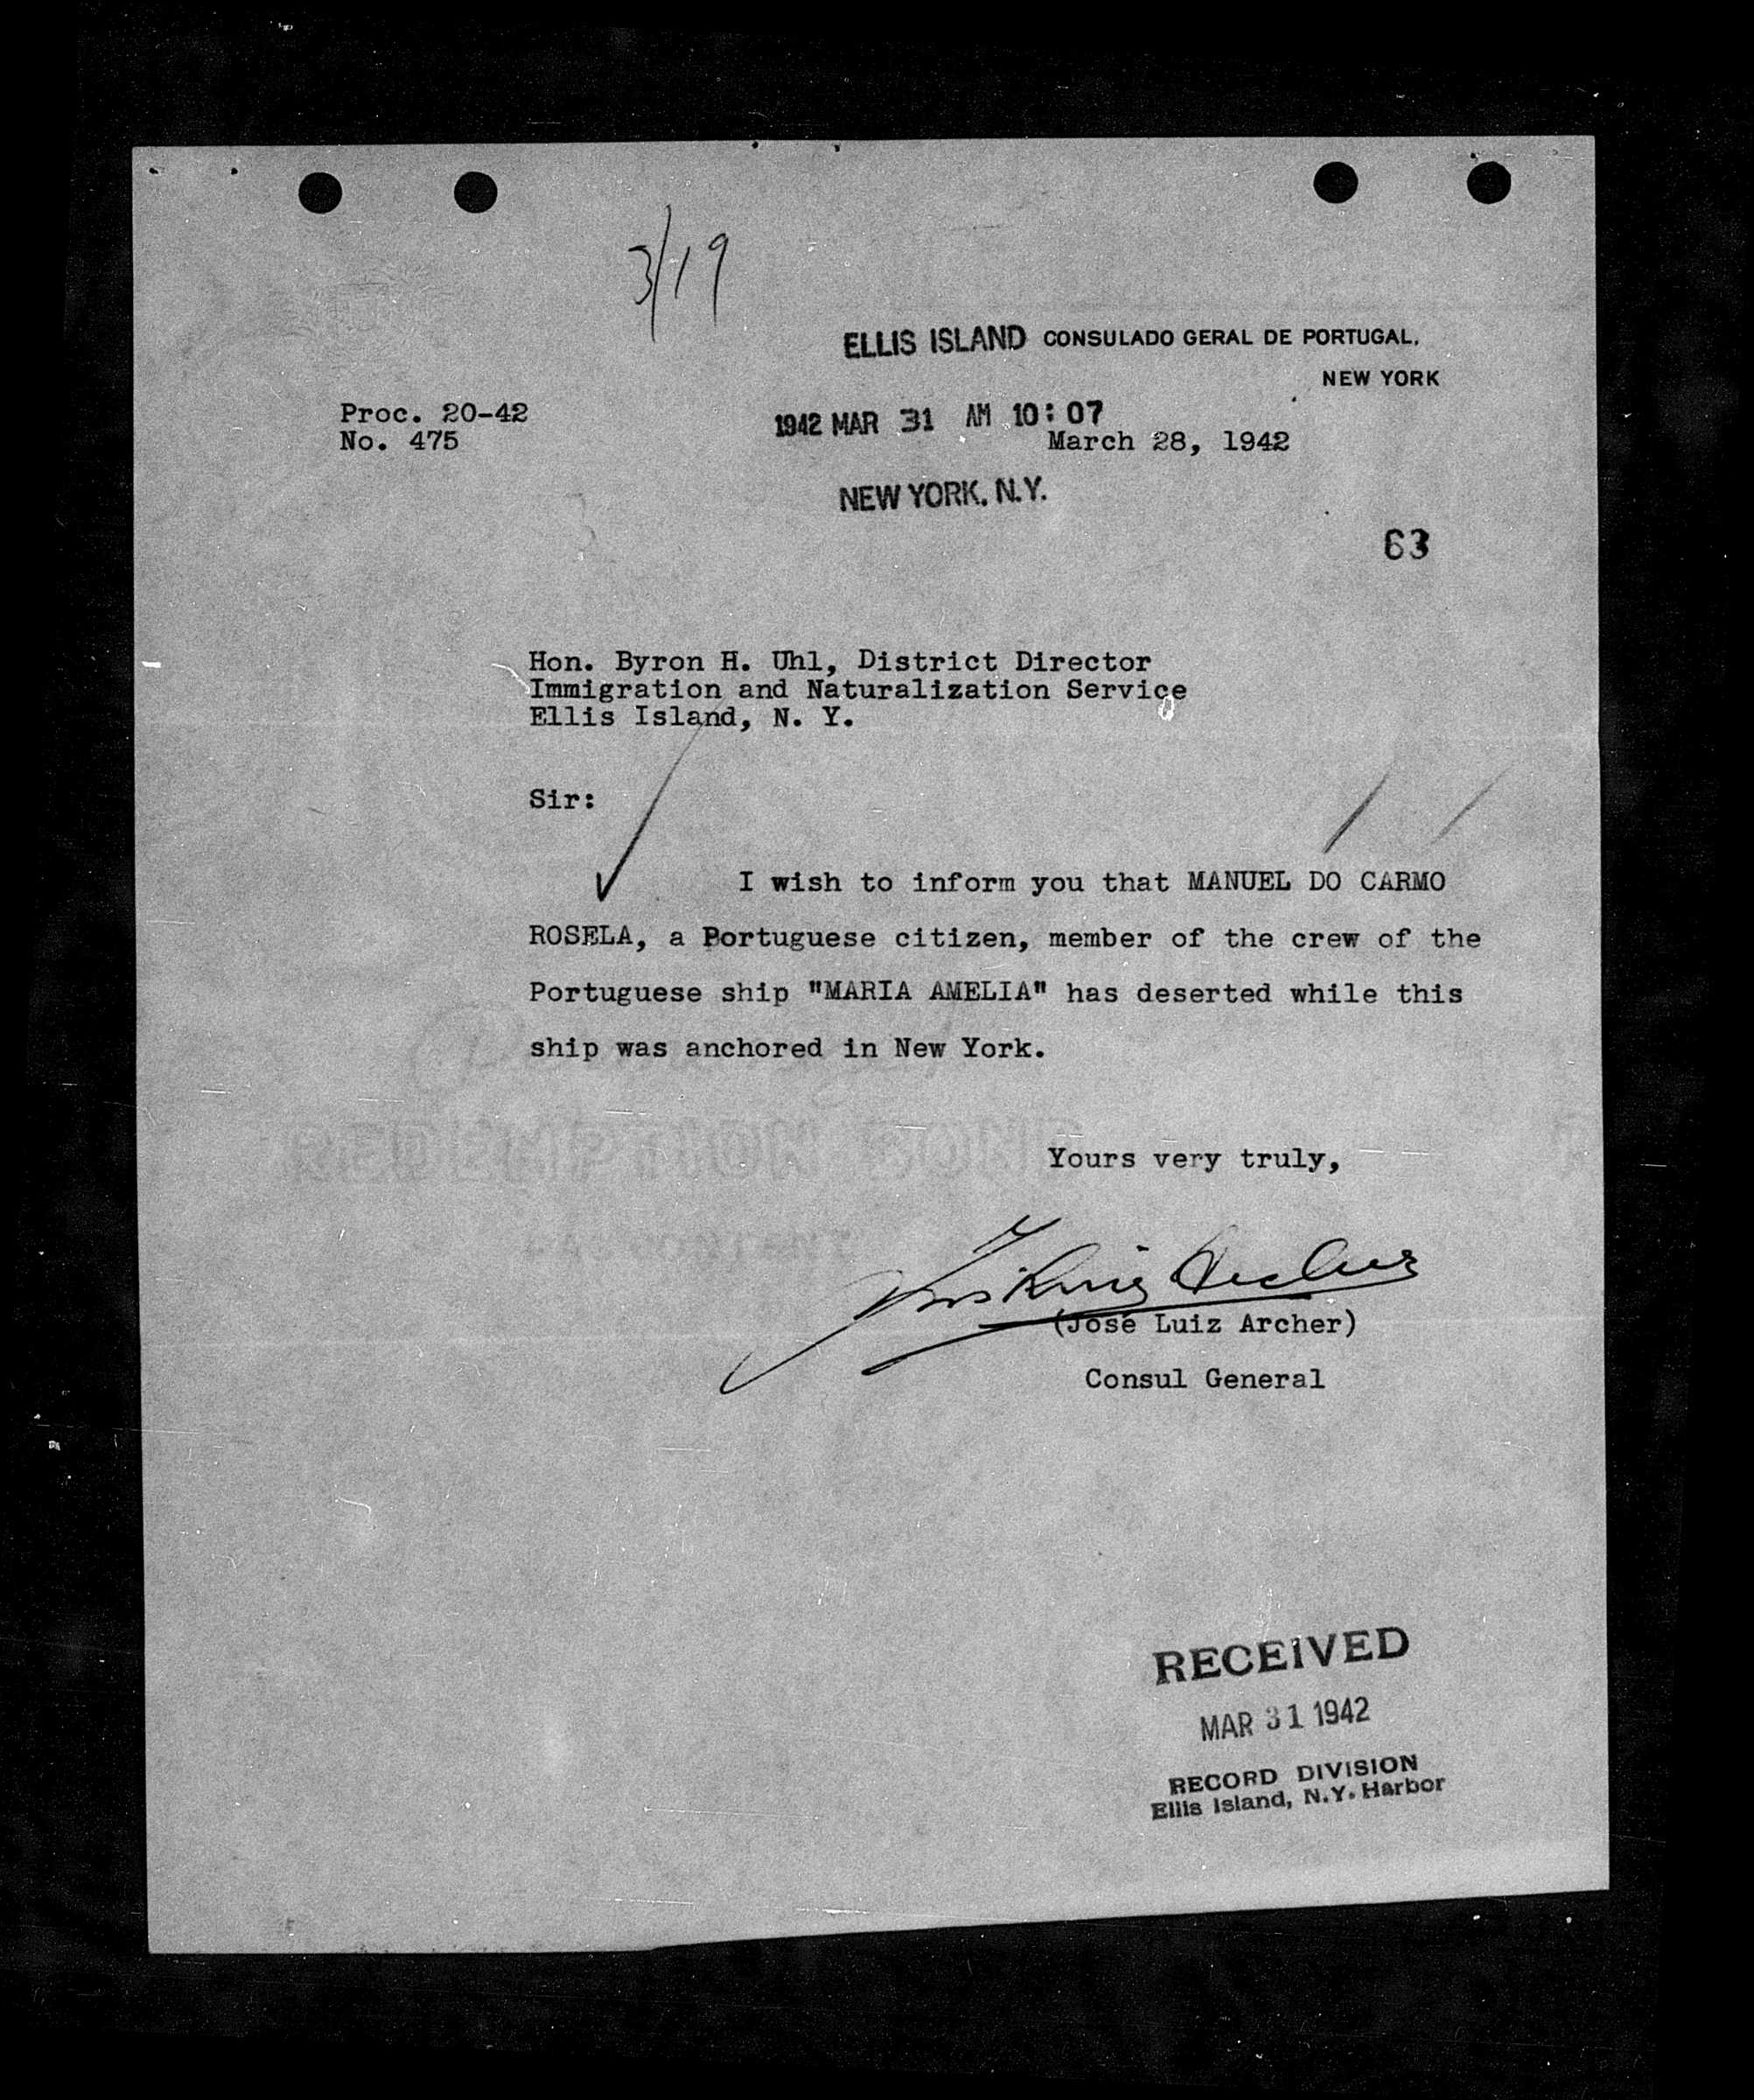 3/19
ELLIS ISLAND CONSULADO GERAL DE PORTUGAL,
NEW YORK
Proc. 20-42
1942 MAR 31 AM 10:07
No. 475
March 28, 1942
NEW YORK, N.Y.
63
Hon. Byron H. Uhl, District Director
Immigration and Naturalization Service
Ellis Island, N. Y.
Sir:
I wish to inform you that MANUEL DO CARMO
ROSELA, a Portuguese citizen, member of the crew of the
Portuguese ship "MARIA AMELIA" has deserted while this
ship was anchored in New York.
Yours very truly,
José Luiz Archer
(José Luiz Archer)
Consul General
RECEIVED
MAR 31 1942
RECORD DIVISION
Ellis Island, N.Y. Harbor